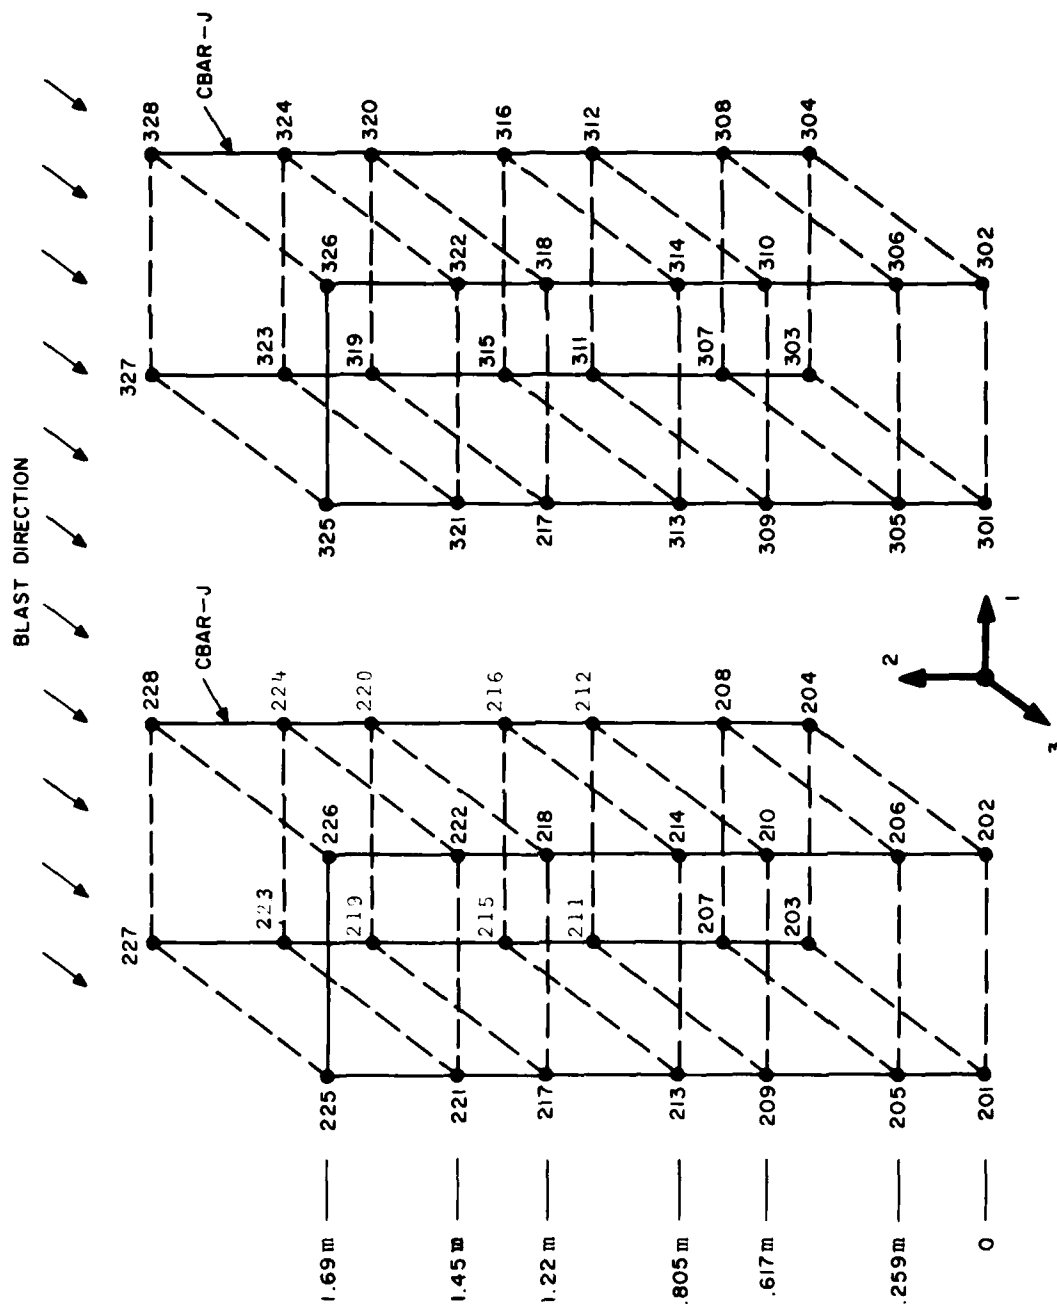 BLAST DIRECTION
227 228 327 328
CBAR-J CBAR-J
223 224 323 324
1.69 m 225 226 325 326
219 220 319 320
1.45 m 221 222 321 322
215 216 315 316
1.22 m 217 218 217 318
211 212 311 312
.805 m 213 214 313 314
207 208 307 308
.617 m 209 210 309 310
203 204 303 304
.259 m 205 206 305 306
2
0 201 202 301 302
1
3